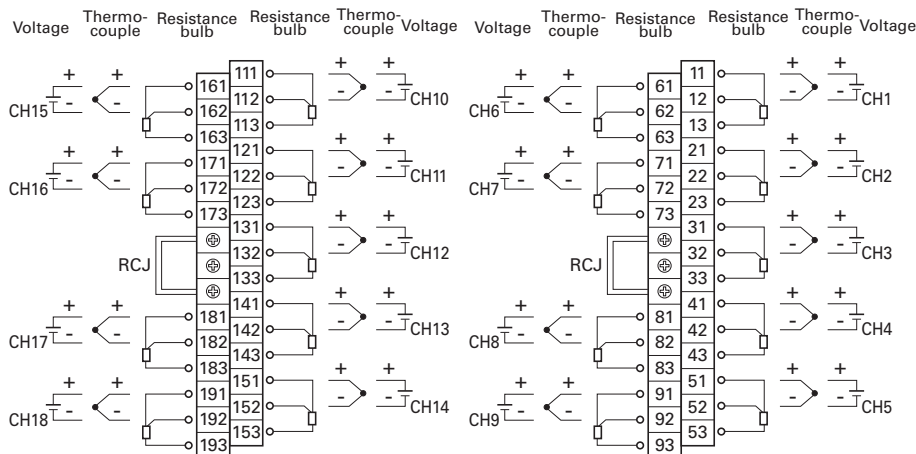 Voltage Thermo-couple Resistance bulb Resistance bulb Thermo-couple Voltage
Voltage Thermo-couple Resistance bulb Resistance bulb Thermo-couple Voltage
CH15 + - + - 161 162 163
111 112 113 + - + - CH10
CH16 + - + - 171 172 173
121 122 123 + - + - CH11
RCJ
131 132 133 + - + - CH12
CH17 + - + - 181 182 183
141 142 143 + - + - CH13
CH18 + - + - 191 192 193
151 152 153 + - + - CH14
CH6 + - + - 61 62 63
11 12 13 + - + - CH1
CH7 + - + - 71 72 73
21 22 23 + - + - CH2
RCJ
31 32 33 + - + - CH3
CH8 + - + - 81 82 83
41 42 43 + - + - CH4
CH9 + - + - 91 92 93
51 52 53 + - + - CH5